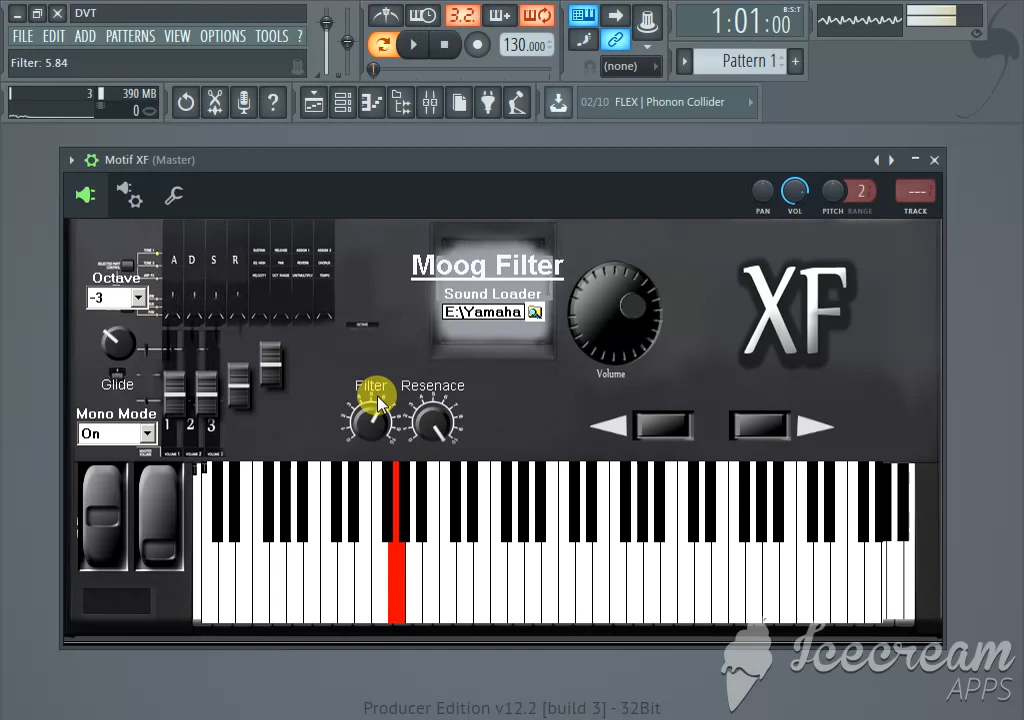 DVT
FILE EDIT ADD PATTERNS VIEW OPTIONS TOOLS ?
Filter: 5.84
3.2
130.000
(none)
1:01:00
B:S:T
Pattern 1
3
390 MB
0
02/10 FLEX | Phonon Collider
Motif XF (Master)
2
---
PAN VOL PITCH RANGE TRACK
Octave
-3
A D S R
Glide
Mono Mode
On
1 2 3
Moog Filter
Sound Loader
E:\Yamaha
Volume
XF
Filter Resenace
Icecream
APPS
Producer Edition v12.2 [build 3] - 32Bit